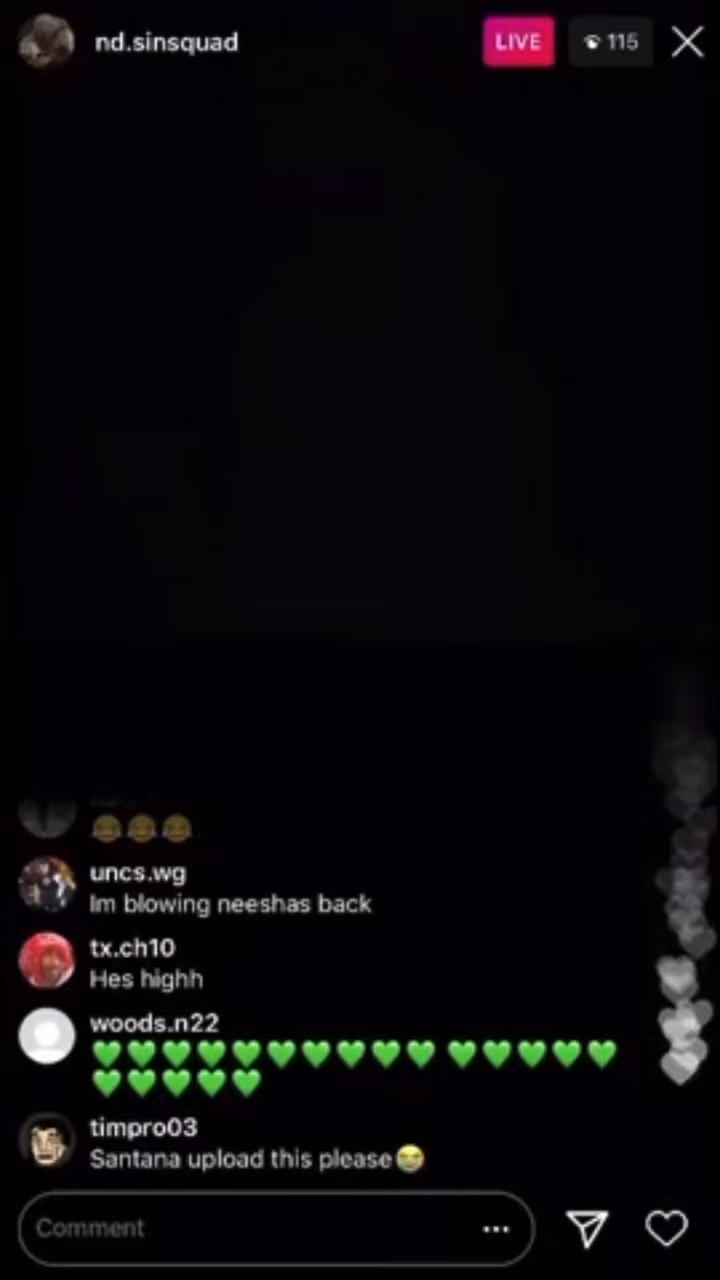 nd.sinsquad
LIVE
115
😂😂😂
uncs.wg
Im blowing neeshas back
tx.ch10
Hes highh
woods.n22
💚💚💚💚💚💚💚💚💚💚 💚💚💚💚💚
💚💚💚💚💚
timpro03
Santana upload this please😭
Comment